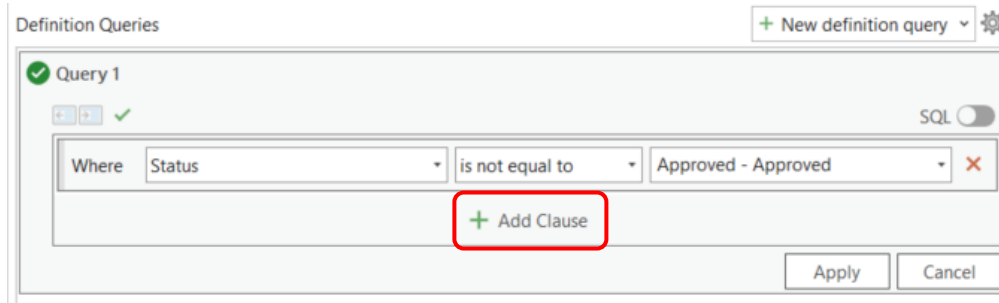 Definition Queries
+ New definition query
Query 1
SQL
Where Status is not equal to Approved - Approved
+ Add Clause
Apply Cancel